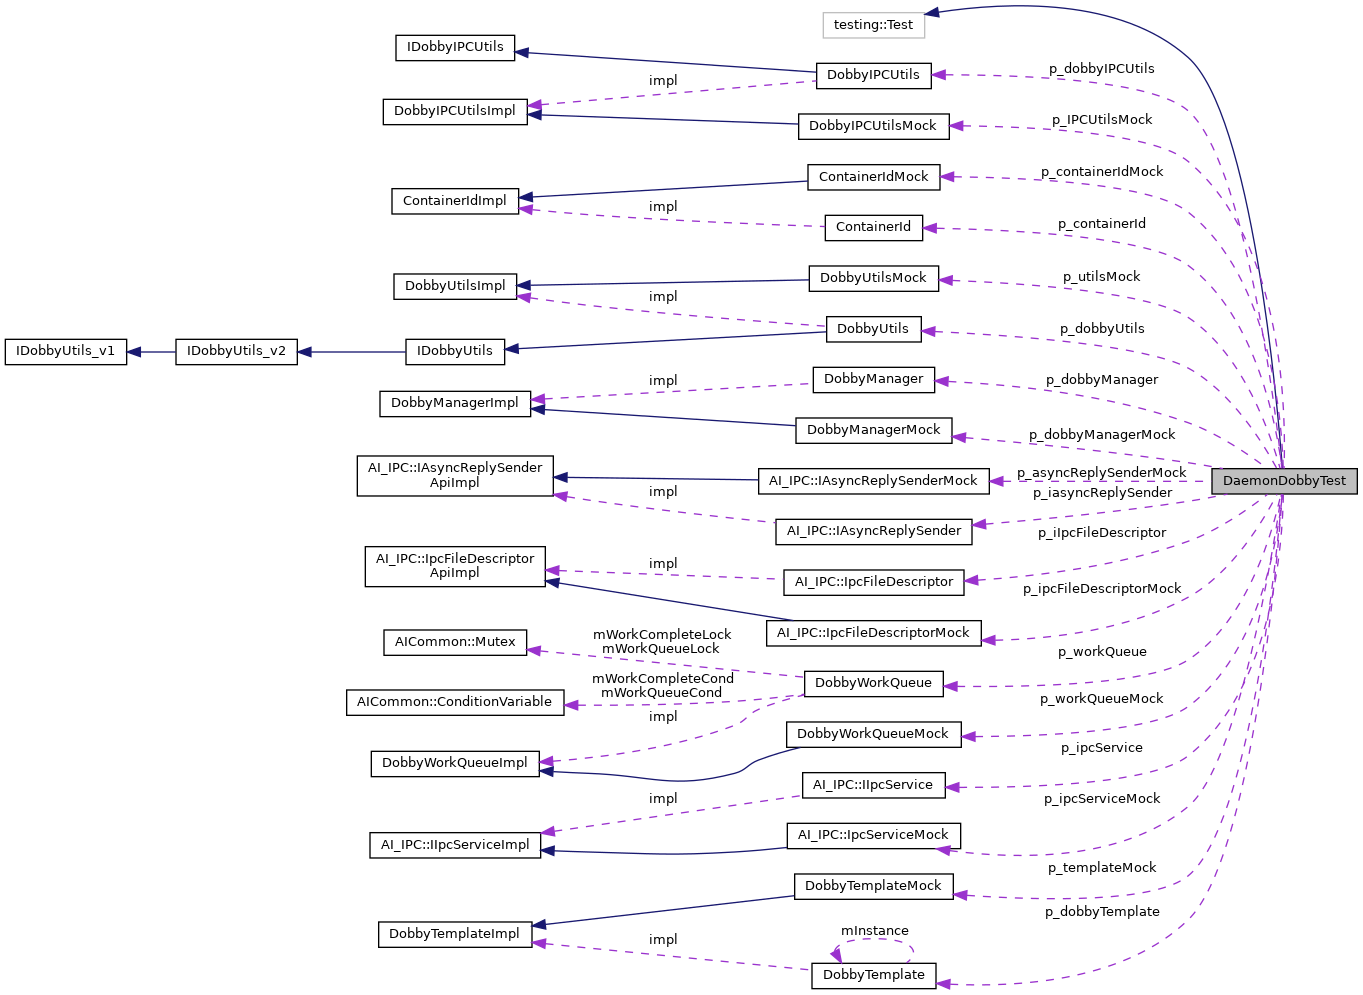 testing::Test
IDobbyIPCUtils
DobbyIPCUtils
p_dobbyIPCUtils
impl
DobbyIPCUtilsImpl
DobbyIPCUtilsMock
p_IPCUtilsMock
ContainerIdMock
p_containerIdMock
ContainerIdImpl
impl
ContainerId
p_containerId
DobbyUtilsMock
p_utilsMock
DobbyUtilsImpl
impl
DobbyUtils
p_dobbyUtils
IDobbyUtils_v1
IDobbyUtils_v2
IDobbyUtils
DobbyManager
p_dobbyManager
impl
DobbyManagerImpl
DobbyManagerMock
p_dobbyManagerMock
AI_IPC::IAsyncReplySender
ApiImpl
AI_IPC::IAsyncReplySenderMock
p_asyncReplySenderMock
DaemonDobbyTest
impl
p_iasyncReplySender
AI_IPC::IAsyncReplySender
p_iIpcFileDescriptor
AI_IPC::IpcFileDescriptor
ApiImpl
impl
AI_IPC::IpcFileDescriptor
p_ipcFileDescriptorMock
AI_IPC::IpcFileDescriptorMock
AICommon::Mutex
mWorkCompleteLock
mWorkQueueLock
p_workQueue
mWorkCompleteCond
mWorkQueueCond
DobbyWorkQueue
AICommon::ConditionVariable
p_workQueueMock
impl
DobbyWorkQueueMock
p_ipcService
DobbyWorkQueueImpl
AI_IPC::IIpcService
impl
p_ipcServiceMock
AI_IPC::IIpcServiceImpl
AI_IPC::IpcServiceMock
p_templateMock
DobbyTemplateMock
p_dobbyTemplate
DobbyTemplateImpl
impl
mInstance
DobbyTemplate